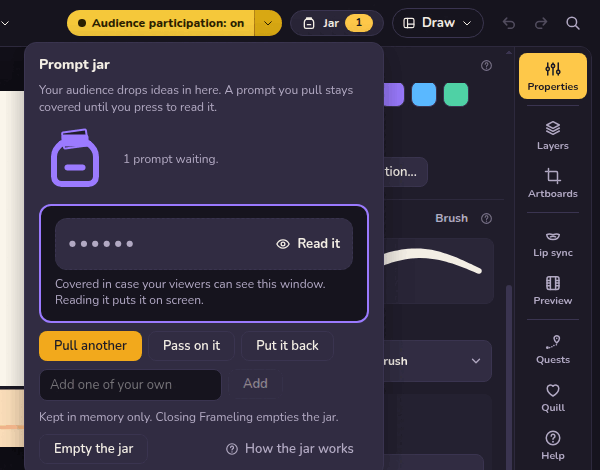 Audience participation: on
Jar 1
Draw
Prompt jar
Your audience drops ideas in here. A prompt you pull stays
covered until you press to read it.
1 prompt waiting.
Read it
Covered in case your viewers can see this window.
Reading it puts it on screen.
Pull another
Pass on it
Put it back
Add one of your own
Add
Kept in memory only. Closing Frameling empties the jar.
Empty the jar
How the jar works
tion...
Brush
rush
Properties
Layers
Artboards
Lip sync
Preview
Quests
Quill
Help